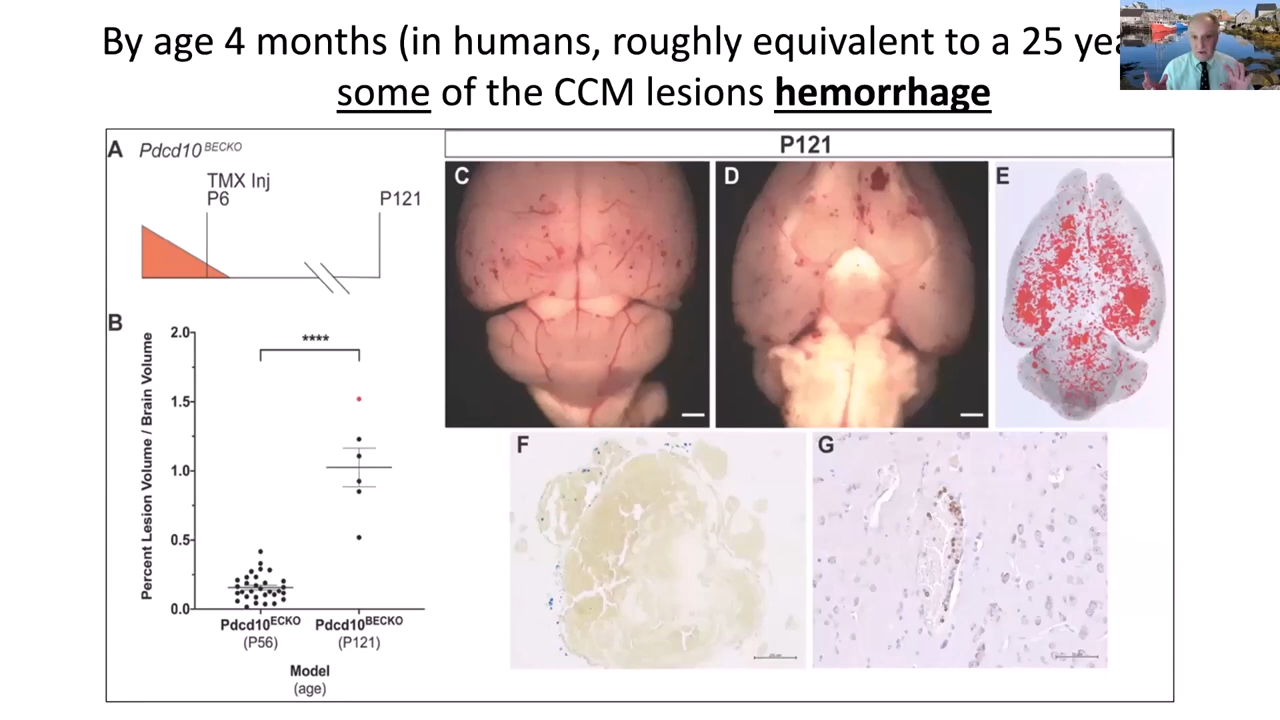 By age 4 months (in humans, roughly equivalent to a 25
some of the CCM lesions hemorrhage
A Pdcd10BECKO
TMX Inj
P6
P121
P121
C
D
E
B
Percent Lesion Volume / Brain Volume
2.0
1.5
1.0
0.5
0.0
****
Pdcd10ECKO
(P56)
Pdcd10BECKO
(P121)
Model
(age)
F
G